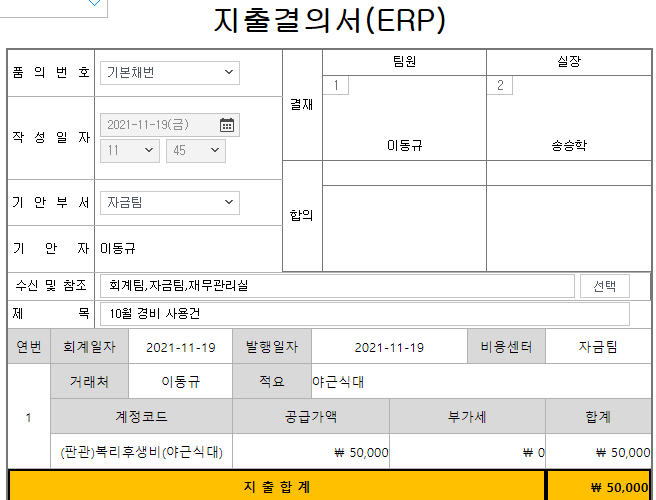 지출결의서(ERP)
품 의 번 호 기본채번 결재 팀원 실장
1 2
작 성 일 자 2021-11-19(금)
11 45
이동규 송승학
기 안 부 서 자금팀 합의
기 안 자 이동규
수신 및 참조 회계팀,자금팀,재무관리실 선택
제 목 10월 경비 사용건
연번 회계일자 2021-11-19 발행일자 2021-11-19 비용센터 자금팀
1 거래처 이동규 적요 야근식대
계정코드 공급가액 부가세 합계
(판관)복리후생비(야근식대) ₩ 50,000 ₩ 0 ₩ 50,000
지 출 합 계 ₩ 50,000